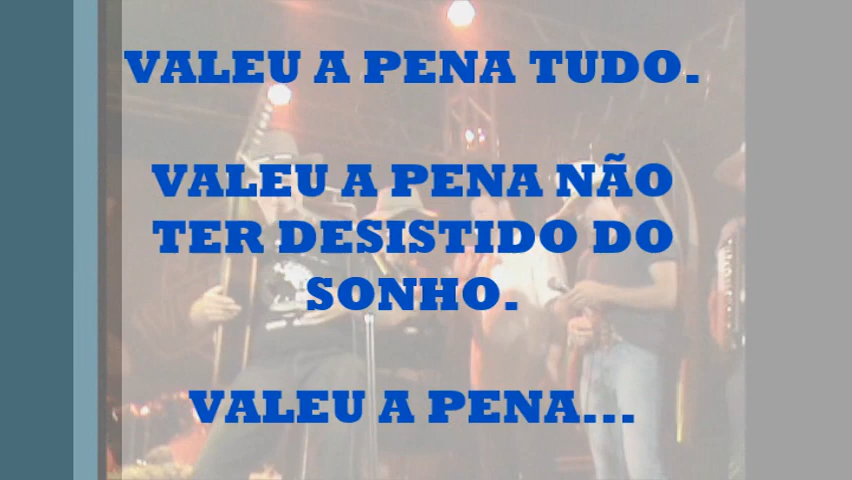 VALEU A PENA TUDO.
VALEU A PENA NÃO
TER DESISTIDO DO
SONHO.
VALEU A PENA...